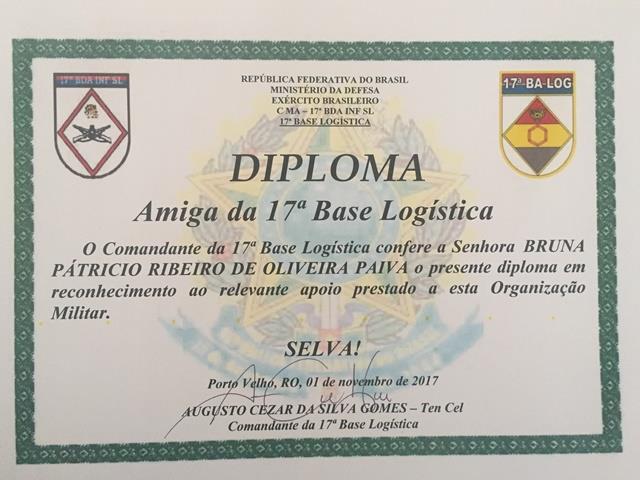 17ª BDA INF SL
17ª BA-LOG
REPÚBLICA FEDERATIVA DO BRASIL
MINISTÉRIO DA DEFESA
EXÉRCITO BRASILEIRO
C MA – 17ª BDA INF SL
17ª BASE LOGÍSTICA
DIPLOMA
Amiga da 17ª Base Logística
O Comandante da 17ª Base Logística confere a Senhora BRUNA
PÁTRICIO RIBEIRO DE OLIVEIRA PAIVA o presente diploma em
reconhecimento ao relevante apoio prestado a esta Organização
Militar.
SELVA!
Porto Velho, RO, 01 de novembro de 2017
AUGUSTO CEZAR DA SILVA GOMES – Ten Cel
Comandante da 17ª Base Logística